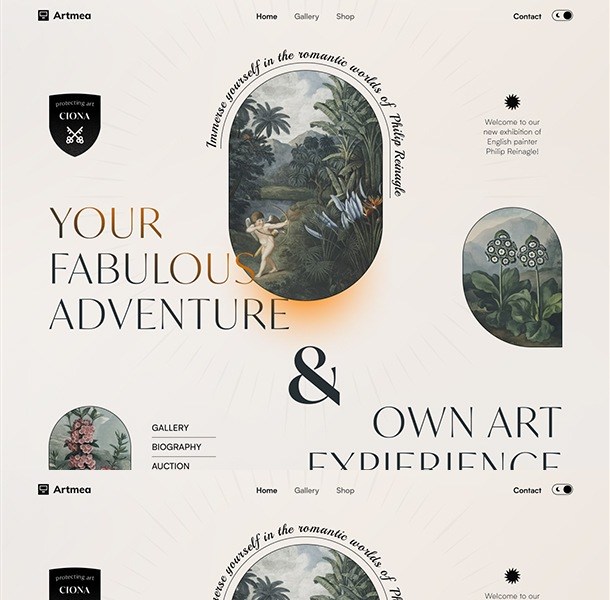 Artmea
Home Gallery Shop
Contact
Immerse yourself in the romantic worlds of Philip Reinagle
protecting art
CIONA
Welcome to our
new exhibition of
English painter
Philip Reinagle!
YOUR
FABULOUS
ADVENTURE
&
OWN ART
EXPIERIENCE
GALLERY
BIOGRAPHY
AUCTION
Artmea
Home Gallery Shop
Contact
yourself in the romantic worlds of
protecting art
CIONA
Welcome to our